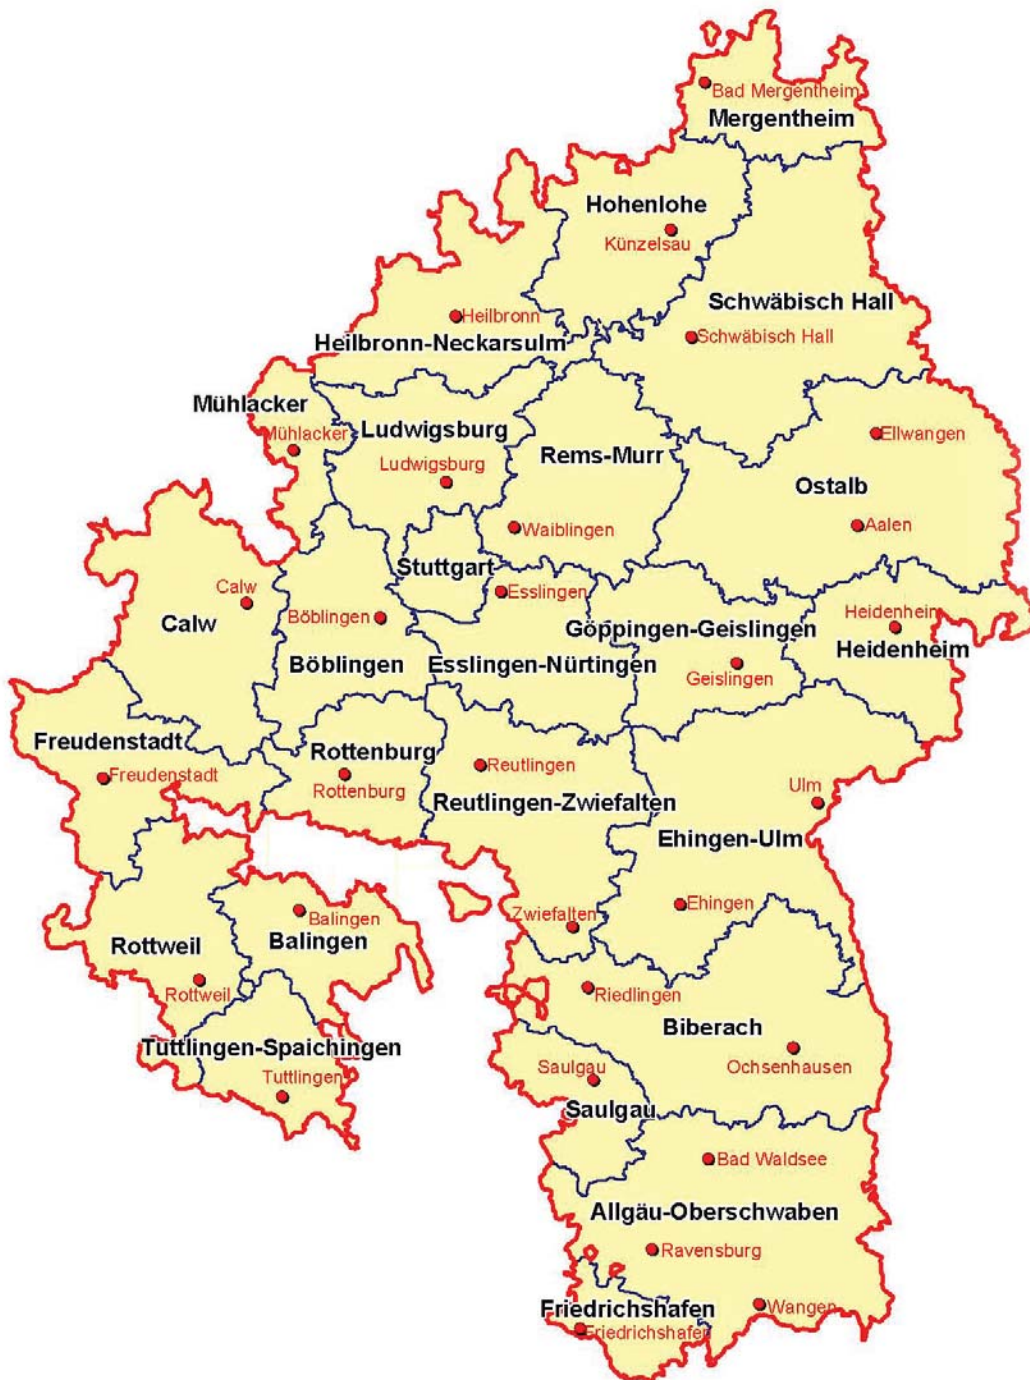 Bad Mergentheim
Mergentheim
Hohenlohe
Künzelsau
Schwäbisch Hall
Heilbronn
Schwäbisch Hall
Heilbronn-Neckarsulm
Mühlacker
Mühlacker
Ludwigsburg
Ellwangen
Rems-Murr
Ludwigsburg
Ostalb
Waiblingen
Aalen
Stuttgart
Calw
Esslingen
Böblingen
Heidenheim
Calw
Göppingen-Geislingen
Heidenheim
Böblingen
Esslingen-Nürtingen
Geislingen
Freudenstadt
Rottenburg
Reutlingen
Freudenstadt
Rottenburg
Ulm
Reutlingen-Zwiefalten
Ehingen-Ulm
Ehingen
Balingen
Zwiefalten
Rottweil
Balingen
Rottweil
Riedlingen
Biberach
Tuttlingen-Spaichingen
Saulgau
Ochsenhausen
Tuttlingen
Saulgau
Bad Waldsee
Allgäu-Oberschwaben
Ravensburg
Friedrichshafen
Wangen
Friedrichshafen